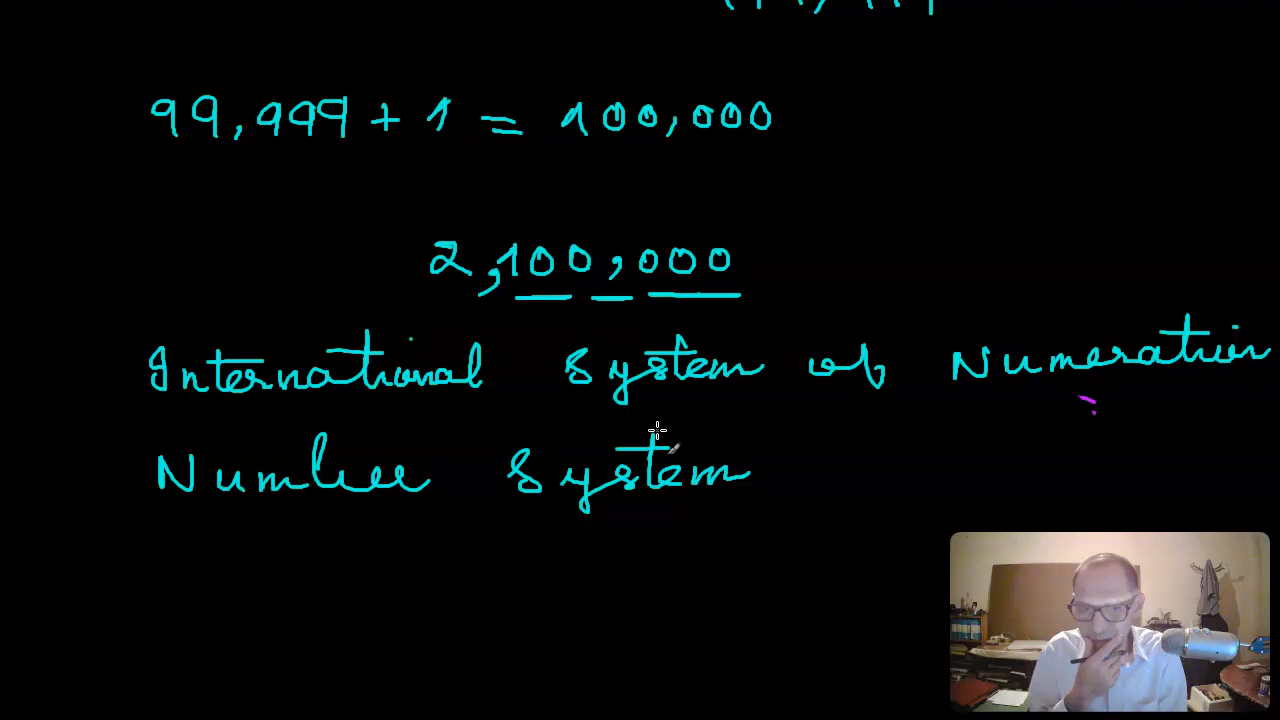 99,999 + 1 = 100,000
2,100,000
International System of Numeration
Number System